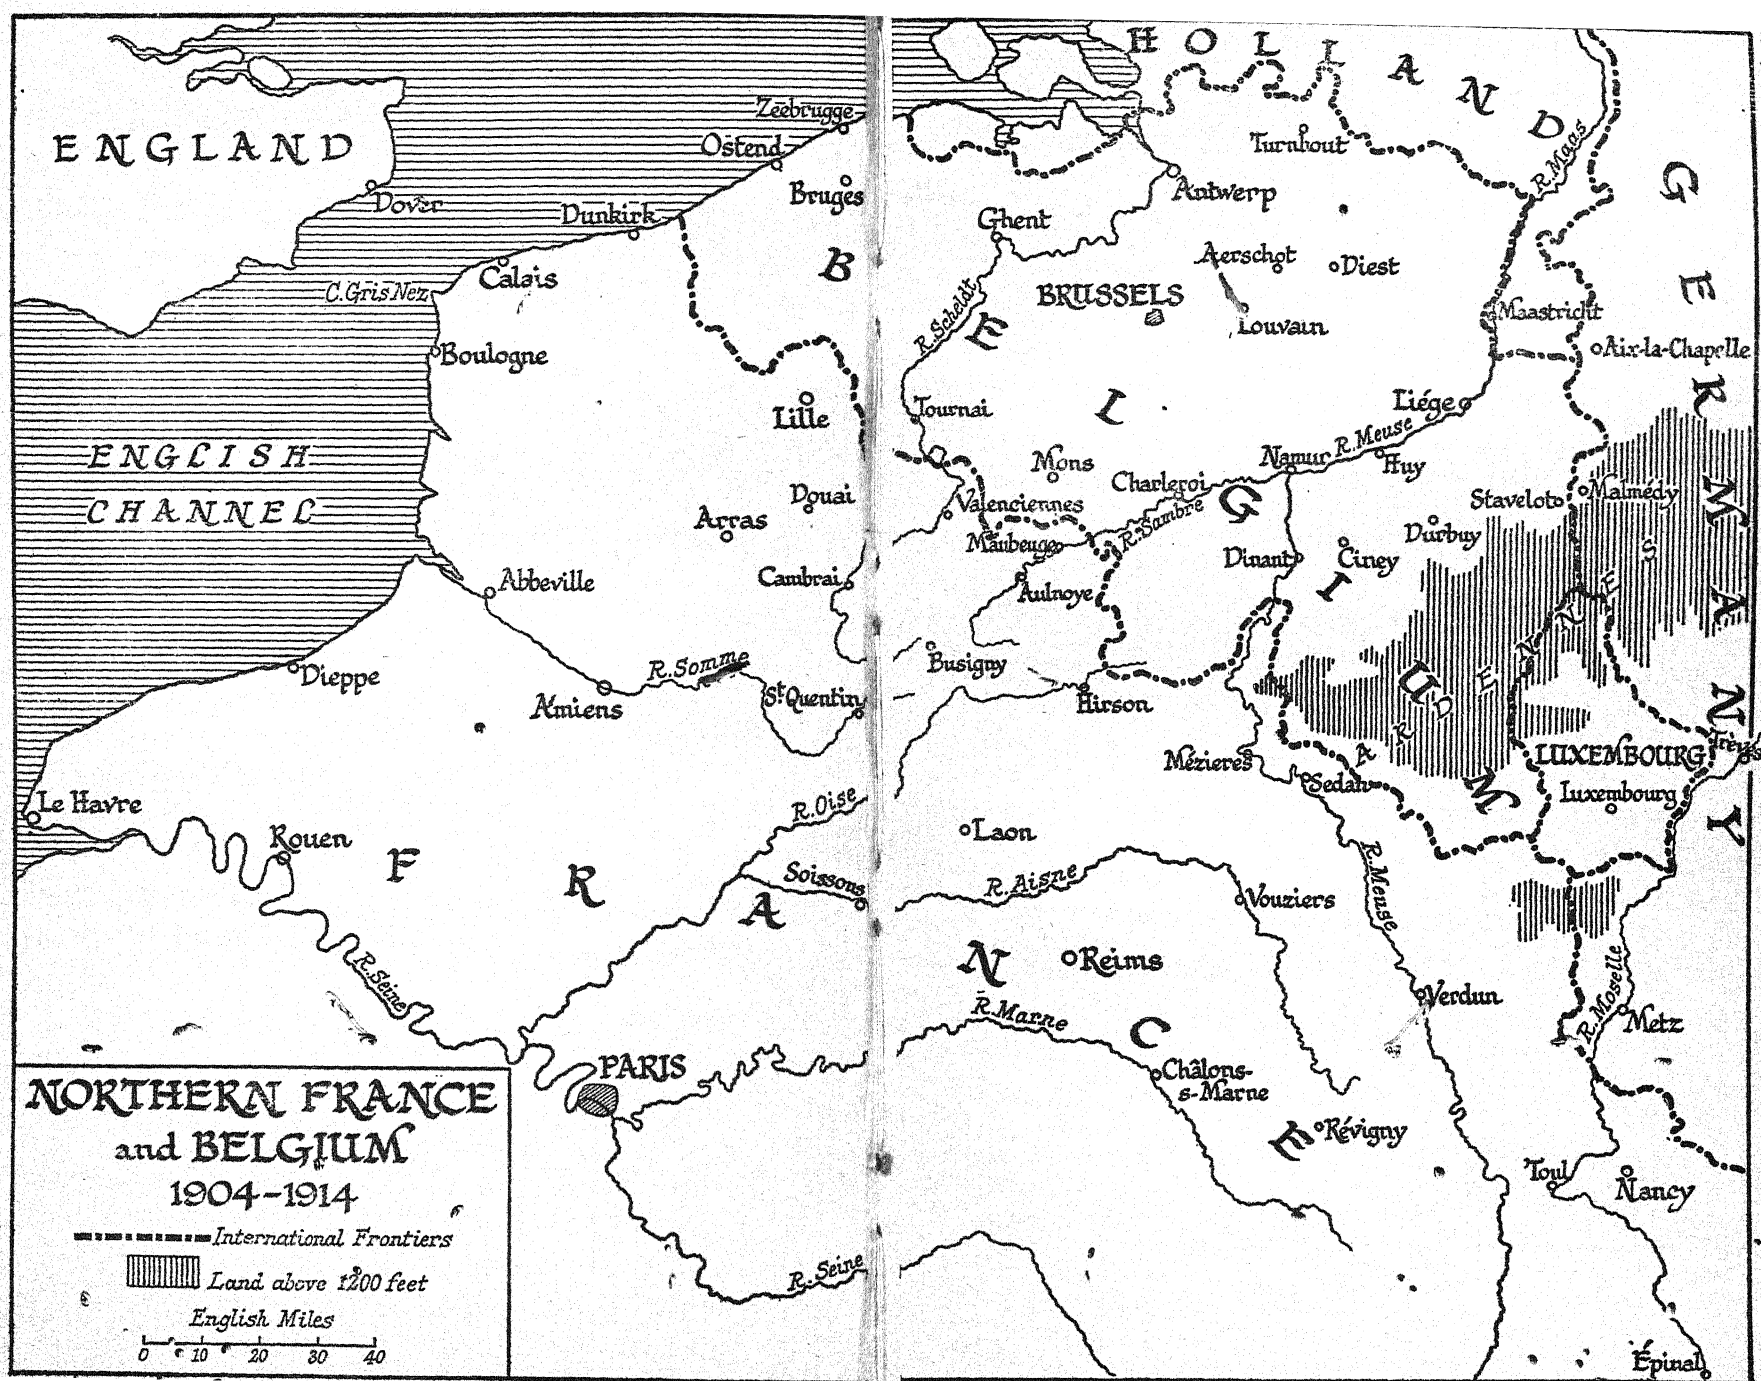 HOLLAND
ENGLAND
Zeebrugge
Ostend
Bruges
Dover
Dunkirk
Calais
C. Gris Nez
Boulogne
Turnhout
R. Maas
Antwerp
Ghent
Aerschot
Diest
BRUSSELS
Louvain
R. Scheldt
Maastricht
Aix-la-Chapelle
GERMANY
BELGIUM
ENGLISH
CHANNEL
Lille
Tournai
Liége
R. Meuse
Huy
Namur
Mons
Charleroi
Douai
Arras
Valenciennes
Maubeuge
R. Sambre
Stavelot
Malmédy
Durbuy
Dinant
Ciney
Abbeville
Cambrai
Aulnoye
ARDENNES
Dieppe
R. Somme
Amiens
St. Quentin
Busigny
Hirson
Mézieres
Sedan
LUXEMBOURG
Luxembourg
Trèves
Le Havre
Rouen
R. Oise
Laon
FRANCE
Soissons
R. Aisne
Vouziers
R. Meuse
R. Seine
Reims
Verdun
R. Moselle
Metz
R. Marne
PARIS
Châlons-
s-Marne
Révigny
Toul
Nancy
R. Seine
Épinal
NORTHERN FRANCE
and BELGIUM
1904-1914
International Frontiers
Land above 1200 feet
English Miles
0 10 20 30 40